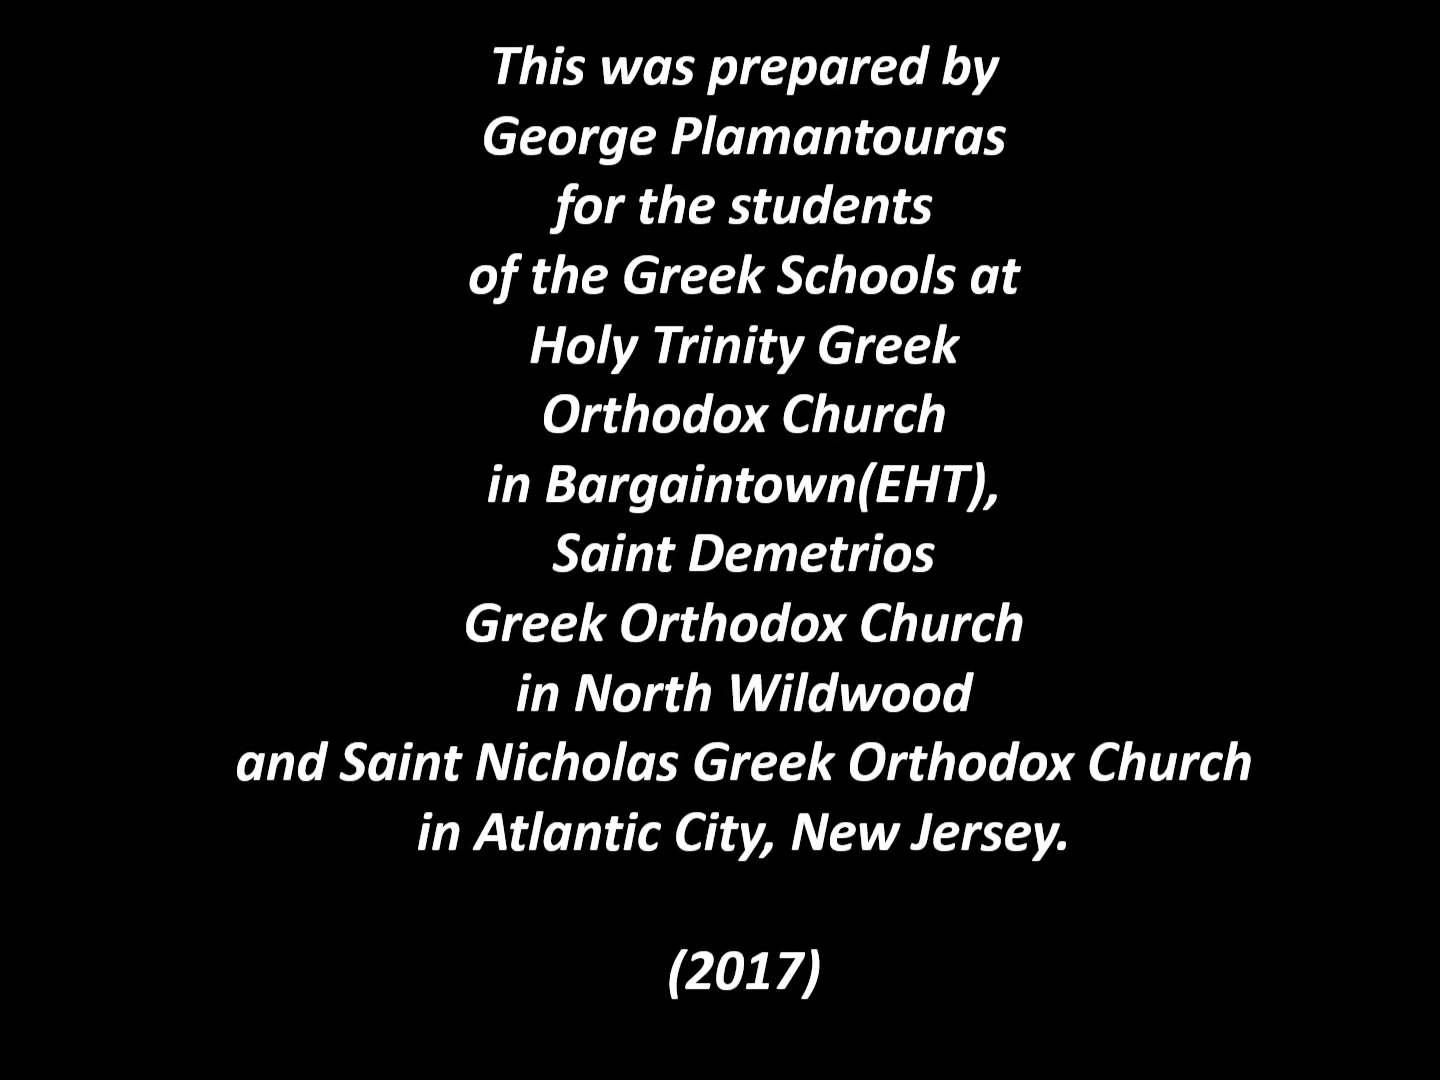 This was prepared by
George Plamantouras
for the students
of the Greek Schools at
Holy Trinity Greek
Orthodox Church
in Bargaintown(EHT),
Saint Demetrios
Greek Orthodox Church
in North Wildwood
and Saint Nicholas Greek Orthodox Church
in Atlantic City, New Jersey.
(2017)